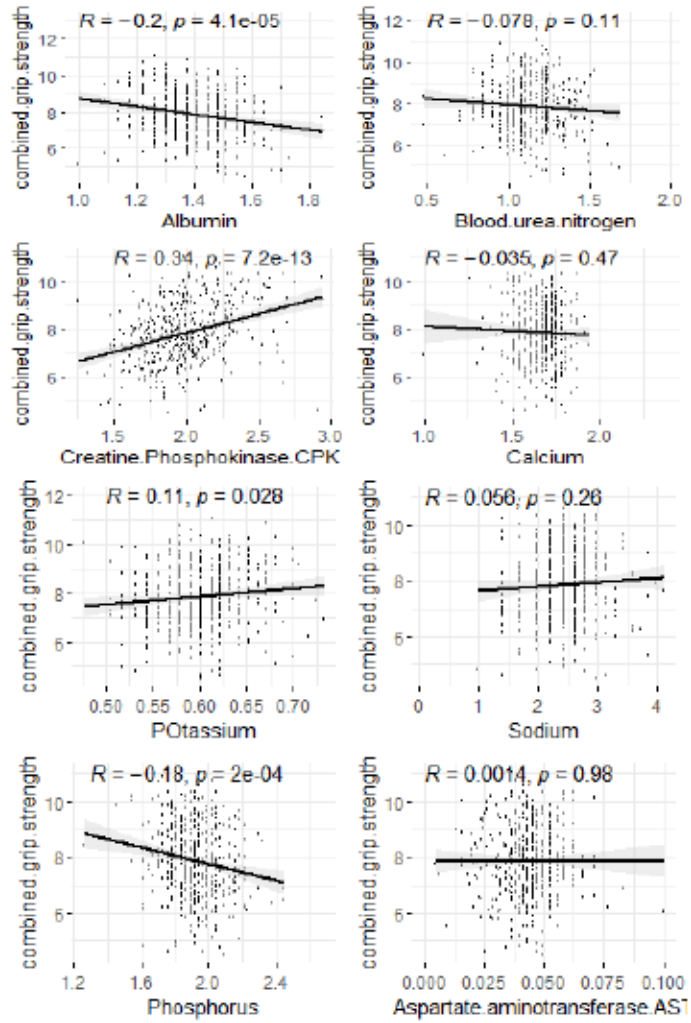 R = −0.2, p = 4.1e-05
combined.grip.strength
12
10
8
6
1.0 1.2 1.4 1.6 1.8
Albumin
R = −0.078, p = 0.11
combined.grip.strength
12
10
8
6
0.5 1.0 1.5 2.0
Blood.urea.nitrogen
R = 0.34, p = 7.2e-13
combined.grip.strength
10
8
6
1.5 2.0 2.5 3.0
Creatine.Phosphokinase.CPK
R = −0.035, p = 0.47
combined.grip.strength
10
8
6
1.0 1.5 2.0
Calcium
R = 0.11, p = 0.028
combined.grip.strength
12
10
8
6
0.50 0.55 0.60 0.65 0.70
POtassium
R = 0.056, p = 0.26
combined.grip.strength
10
8
6
0 1 2 3 4
Sodium
R = −0.18, p = 2e-04
combined.grip.strength
10
8
6
1.2 1.6 2.0 2.4
Phosphorus
R = 0.0014, p = 0.98
combined.grip.strength
10
8
6
0.000 0.025 0.050 0.075 0.100
Aspartate.aminotransferase.AST